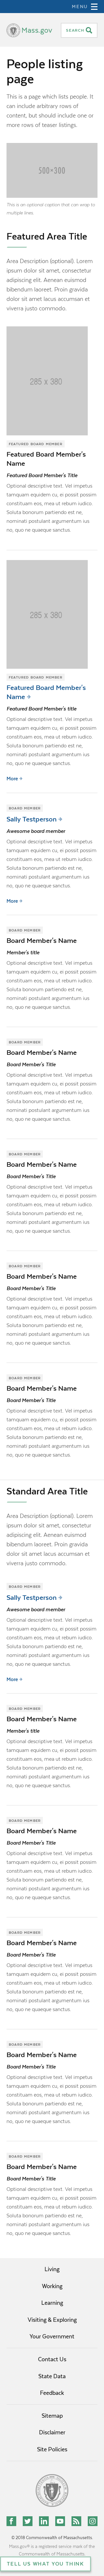 MENU
Mass.gov
SEARCH
People listing
page
This is a page which lists people. It
can include arbitrary rows of
content, but should include one or
more rows of teaser listings.
500×300
This is an optional caption that can wrap to
multiple lines.
Featured Area Title
Area Description (optional). Lorem
ipsum dolor sit amet, consectetur
adipiscing elit. Aenean euismod
bibendum laoreet. Proin gravida
dolor sit amet lacus accumsan et
viverra justo commodo.
285 x 380
FEATURED BOARD MEMBER
Featured Board Member's
Name
Featured Board Member's Title
Optional descriptive text. Vel impetus
tamquam equidem cu, ei possit possim
constituam eos, mea et rebum iudico.
Soluta bonorum partiendo est ne,
nominati postulant argumentum ius
no, quo ne quaeque sanctus.
285 x 380
FEATURED BOARD MEMBER
Featured Board Member's
Name
Featured Board Member's title
Optional descriptive text. Vel impetus
tamquam equidem cu, ei possit possim
constituam eos, mea et rebum iudico.
Soluta bonorum partiendo est ne,
nominati postulant argumentum ius
no, quo ne quaeque sanctus.
More
BOARD MEMBER
Sally Testperson
Awesome board member
Optional descriptive text. Vel impetus
tamquam equidem cu, ei possit possim
constituam eos, mea et rebum iudico.
Soluta bonorum partiendo est ne,
nominati postulant argumentum ius
no, quo ne quaeque sanctus.
More
BOARD MEMBER
Board Member's Name
Member's title
Optional descriptive text. Vel impetus
tamquam equidem cu, ei possit possim
constituam eos, mea et rebum iudico.
Soluta bonorum partiendo est ne,
nominati postulant argumentum ius
no, quo ne quaeque sanctus.
BOARD MEMBER
Board Member's Name
Board Member's Title
Optional descriptive text. Vel impetus
tamquam equidem cu, ei possit possim
constituam eos, mea et rebum iudico.
Soluta bonorum partiendo est ne,
nominati postulant argumentum ius
no, quo ne quaeque sanctus.
BOARD MEMBER
Board Member's Name
Board Member's Title
Optional descriptive text. Vel impetus
tamquam equidem cu, ei possit possim
constituam eos, mea et rebum iudico.
Soluta bonorum partiendo est ne,
nominati postulant argumentum ius
no, quo ne quaeque sanctus.
BOARD MEMBER
Board Member's Name
Board Member's Title
Optional descriptive text. Vel impetus
tamquam equidem cu, ei possit possim
constituam eos, mea et rebum iudico.
Soluta bonorum partiendo est ne,
nominati postulant argumentum ius
no, quo ne quaeque sanctus.
BOARD MEMBER
Board Member's Name
Board Member's Title
Optional descriptive text. Vel impetus
tamquam equidem cu, ei possit possim
constituam eos, mea et rebum iudico.
Soluta bonorum partiendo est ne,
nominati postulant argumentum ius
no, quo ne quaeque sanctus.
Standard Area Title
Area Description (optional). Lorem
ipsum dolor sit amet, consectetur
adipiscing elit. Aenean euismod
bibendum laoreet. Proin gravida
dolor sit amet lacus accumsan et
viverra justo commodo.
BOARD MEMBER
Sally Testperson
Awesome board member
Optional descriptive text. Vel impetus
tamquam equidem cu, ei possit possim
constituam eos, mea et rebum iudico.
Soluta bonorum partiendo est ne,
nominati postulant argumentum ius
no, quo ne quaeque sanctus.
More
BOARD MEMBER
Board Member's Name
Member's title
Optional descriptive text. Vel impetus
tamquam equidem cu, ei possit possim
constituam eos, mea et rebum iudico.
Soluta bonorum partiendo est ne,
nominati postulant argumentum ius
no, quo ne quaeque sanctus.
BOARD MEMBER
Board Member's Name
Board Member's Title
Optional descriptive text. Vel impetus
tamquam equidem cu, ei possit possim
constituam eos, mea et rebum iudico.
Soluta bonorum partiendo est ne,
nominati postulant argumentum ius
no, quo ne quaeque sanctus.
BOARD MEMBER
Board Member's Name
Board Member's Title
Optional descriptive text. Vel impetus
tamquam equidem cu, ei possit possim
constituam eos, mea et rebum iudico.
Soluta bonorum partiendo est ne,
nominati postulant argumentum ius
no, quo ne quaeque sanctus.
BOARD MEMBER
Board Member's Name
Board Member's Title
Optional descriptive text. Vel impetus
tamquam equidem cu, ei possit possim
constituam eos, mea et rebum iudico.
Soluta bonorum partiendo est ne,
nominati postulant argumentum ius
no, quo ne quaeque sanctus.
BOARD MEMBER
Board Member's Name
Board Member's Title
Optional descriptive text. Vel impetus
tamquam equidem cu, ei possit possim
constituam eos, mea et rebum iudico.
Soluta bonorum partiendo est ne,
nominati postulant argumentum ius
no, quo ne quaeque sanctus.
Living
Working
Learning
Visiting & Exploring
Your Government
Contact Us
State Data
Feedback
Sitemap
Disclaimer
Site Policies
© 2018 Commonwealth of Massachusetts.
Mass.gov® is a registered service mark of the
Commonwealth of Massachusetts.
TELL US WHAT YOU THINK